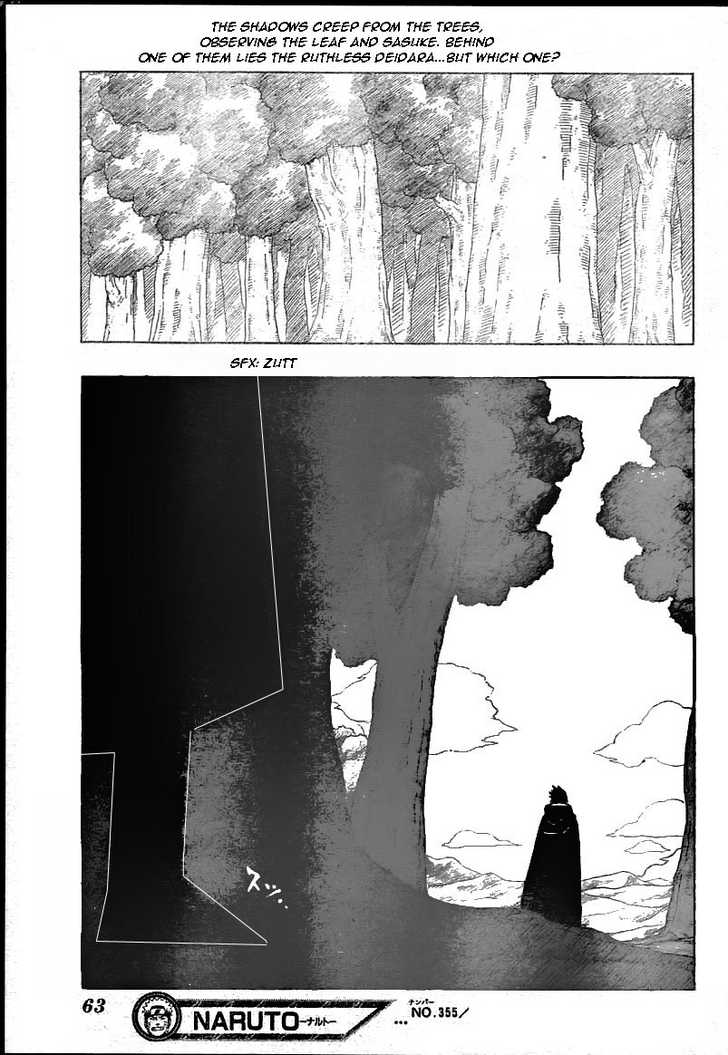 THE SHADOWS CREEP FROM THE TREES,
OBSERVING THE LEAF AND SASUKE. BEHIND
ONE OF THEM LIES THE RUTHLESS DEIDARA...BUT WHICH ONE?
SFX: ZUTT
スッ・・
63
NARUTO ―ナルト―
ナンバー
NO.355/
...